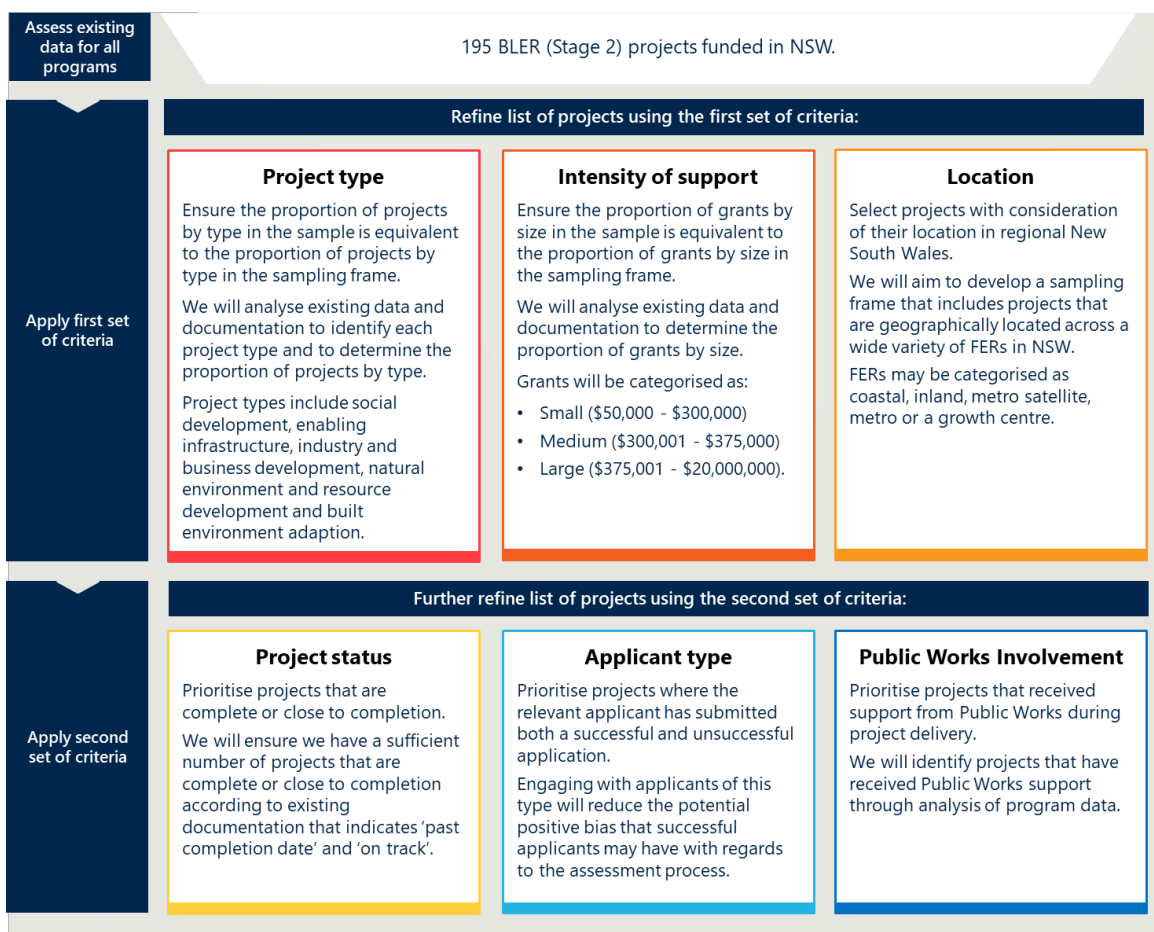 Assess existing
data for all
programs
195 BLER (Stage 2) projects funded in NSW.
Apply first set
of criteria
Refine list of projects using the first set of criteria:
Project type
Ensure the proportion of projects
by type in the sample is equivalent
to the proportion of projects by
type in the sampling frame.
We will analyse existing data and
documentation to identify each
project type and to determine the
proportion of projects by type.
Project types include social
development, enabling
infrastructure, industry and
business development, natural
environment and resource
development and built
environment adaption.
Intensity of support
Ensure the proportion of grants by
size in the sample is equivalent to
the proportion of grants by size in
the sampling frame.
We will analyse existing data and
documentation to determine the
proportion of grants by size.
Grants will be categorised as:
• Small ($50,000 - $300,000)
• Medium ($300,001 - $375,000)
• Large ($375,001 - $20,000,000).
Location
Select projects with consideration
of their location in regional New
South Wales.
We will aim to develop a sampling
frame that includes projects that
are geographically located across a
wide variety of FERs in NSW.
FERs may be categorised as
coastal, inland, metro satellite,
metro or a growth centre.
Apply second
set of criteria
Further refine list of projects using the second set of criteria:
Project status
Prioritise projects that are
complete or close to completion.
We will ensure we have a sufficient
number of projects that are
complete or close to completion
according to existing
documentation that indicates ‘past
completion date’ and ‘on track’.
Applicant type
Prioritise projects where the
relevant applicant has submitted
both a successful and unsuccessful
application.
Engaging with applicants of this
type will reduce the potential
positive bias that successful
applicants may have with regards
to the assessment process.
Public Works Involvement
Prioritise projects that received
support from Public Works during
project delivery.
We will identify projects that have
received Public Works support
through analysis of program data.